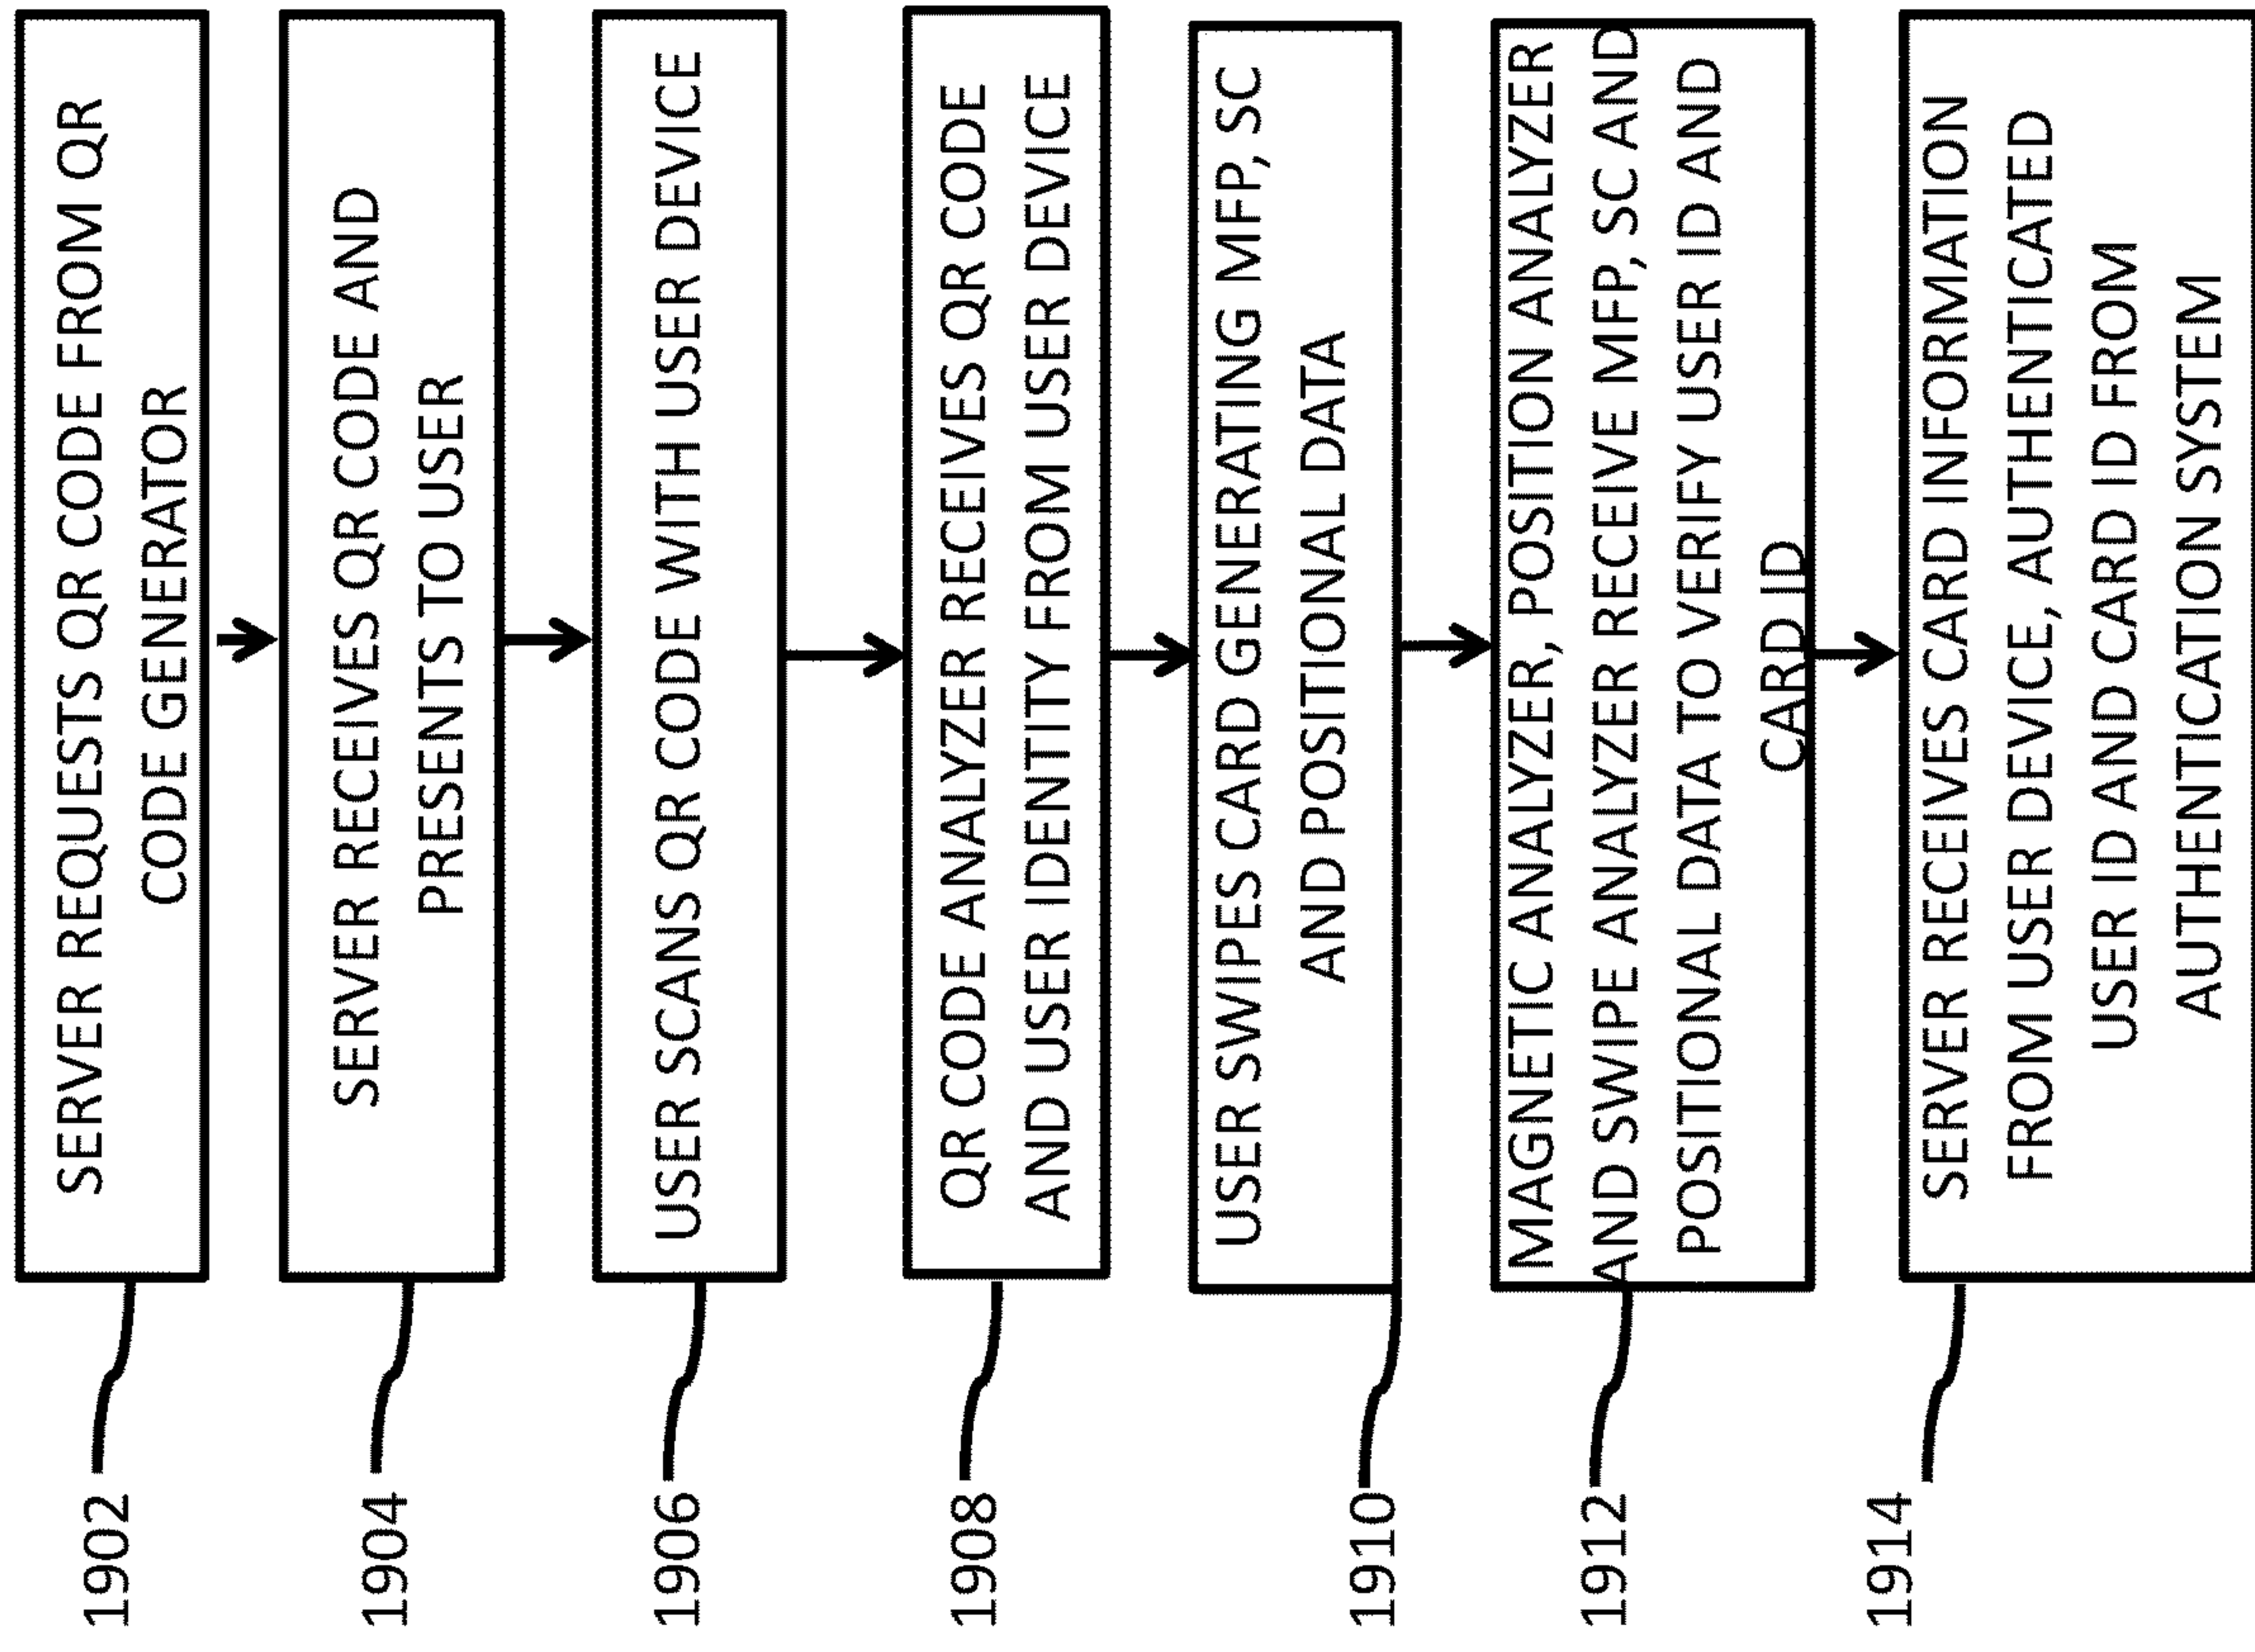 1902
SERVER REQUESTS QR CODE FROM QR
CODE GENERATOR
1904
SERVER RECEIVES QR CODE AND
PRESENTS TO USER
1906
USER SCANS QR CODE WITH USER DEVICE
1908
QR CODE ANALYZER RECEIVES QR CODE
AND USER IDENTITY FROM USER DEVICE
1910
USER SWIPES CARD GENERATING MFP, SC
AND POSITIONAL DATA
1912
MAGNETIC ANALYZER, POSITION ANALYZER
AND SWIPE ANALYZER RECEIVE MFP, SC AND
POSITIONAL DATA TO VERIFY USER ID AND
CARD ID
1914
SERVER RECEIVES CARD INFORMATION
FROM USER DEVICE, AUTHENTICATED
USER ID AND CARD ID FROM
AUTHENTICATION SYSTEM